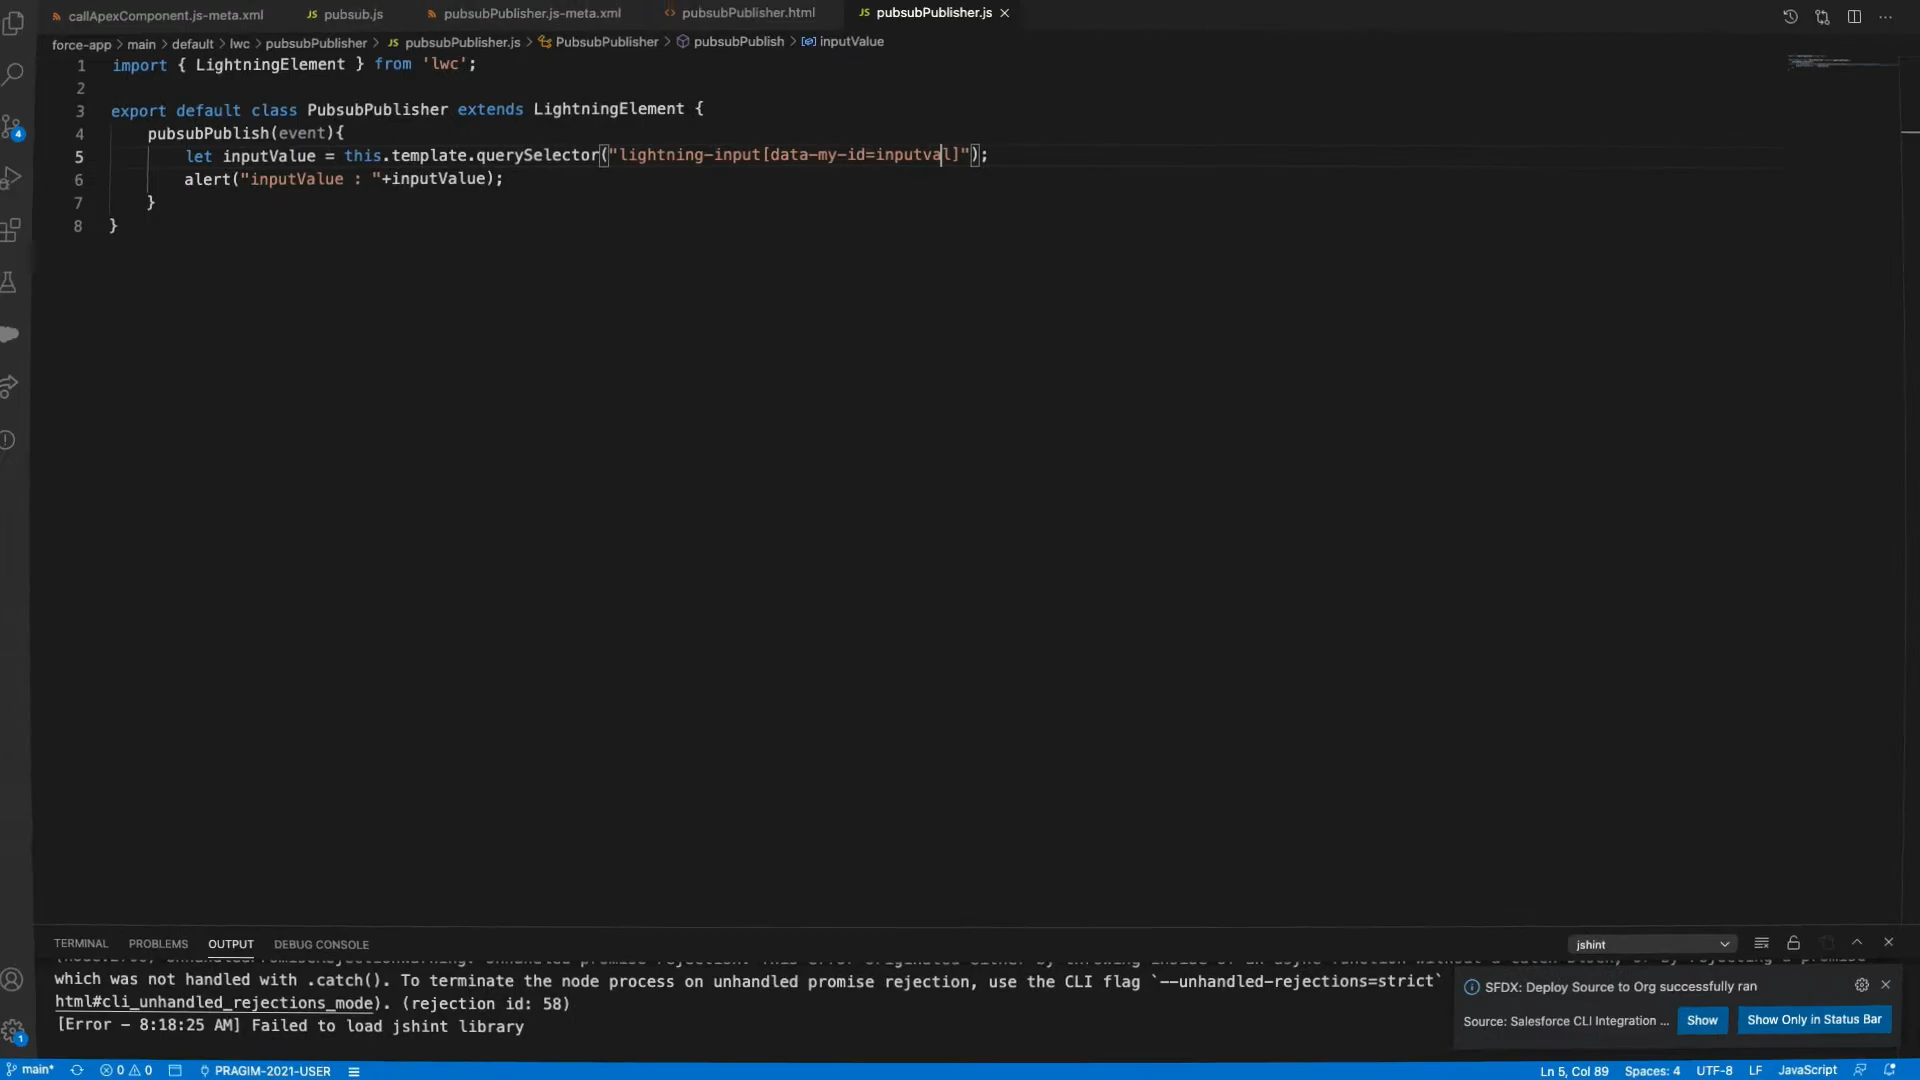 callApexComponent.js-meta.xml JS pubsub.js pubsubPublisher.js-meta.xml pubsubPublisher.html JS pubsubPublisher.js
force-app > main > default > lwc > pubsubPublisher > JS pubsubPublisher.js > PubsubPublisher > pubsubPublish > inputValue
1 import { LightningElement } from 'lwc';
2
3 export default class PubsubPublisher extends LightningElement {
4 pubsubPublish(event){
5 let inputValue = this.template.querySelector("lightning-input[data-my-id=inputval]");
6 alert("inputValue : "+inputValue);
7 }
8 }
4
TERMINAL PROBLEMS OUTPUT DEBUG CONSOLE jshint
which was not handled with .catch(). To terminate the node process on unhandled promise rejection, use the CLI flag `--unhandled-rejections=strict`
html#cli_unhandled_rejections_mode). (rejection id: 58)
[Error - 8:18:25 AM] Failed to load jshint library
SFDX: Deploy Source to Org successfully ran
Source: Salesforce CLI Integration ... Show Show Only in Status Bar
1
main* 0 0 PRAGIM-2021-USER Ln 5, Col 89 Spaces: 4 UTF-8 LF JavaScript